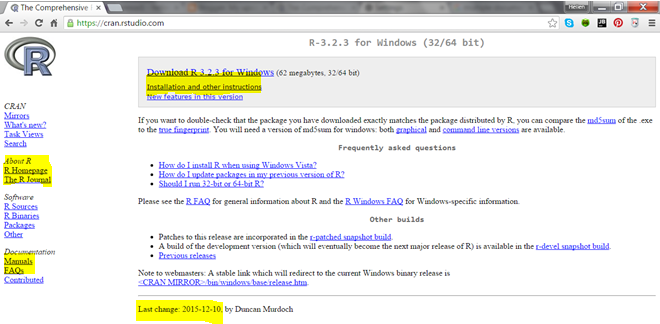 The Comprehensive
Helen
https://cran.rstudio.com
R
CRAN
Mirrors
What's new?
Task Views
Search
About R
R Homepage
The R Journal
Software
R Sources
R Binaries
Packages
Other
Documentation
Manuals
FAQs
Contributed
R-3.2.3 for Windows (32/64 bit)
Download R 3.2.3 for Windows (62 megabytes, 32/64 bit)
Installation and other instructions
New features in this version
If you want to double-check that the package you have downloaded exactly matches the package distributed by R, you can compare the md5sum of the .exe
to the true fingerprint. You will need a version of md5sum for windows: both graphical and command line versions are available.
Frequently asked questions
How do I install R when using Windows Vista?
How do I update packages in my previous version of R?
Should I run 32-bit or 64-bit R?
Please see the R FAQ for general information about R and the R Windows FAQ for Windows-specific information.
Other builds
Patches to this release are incorporated in the r-patched snapshot build.
A build of the development version (which will eventually become the next major release of R) is available in the r-devel snapshot build.
Previous releases
Note to webmasters: A stable link which will redirect to the current Windows binary release is
<CRAN MIRROR>/bin/windows/base/release.htm.
Last change: 2015-12-10, by Duncan Murdoch